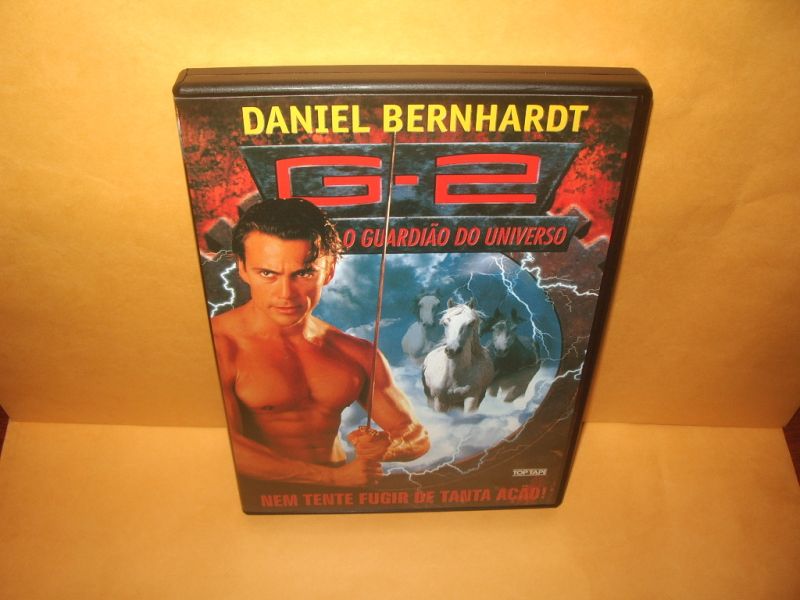 DANIEL BERNHARDT
G-2
O GUARDIÃO DO UNIVERSO
TOP TAPE
NEM TENTE FUGIR DE TANTA AÇÃO!